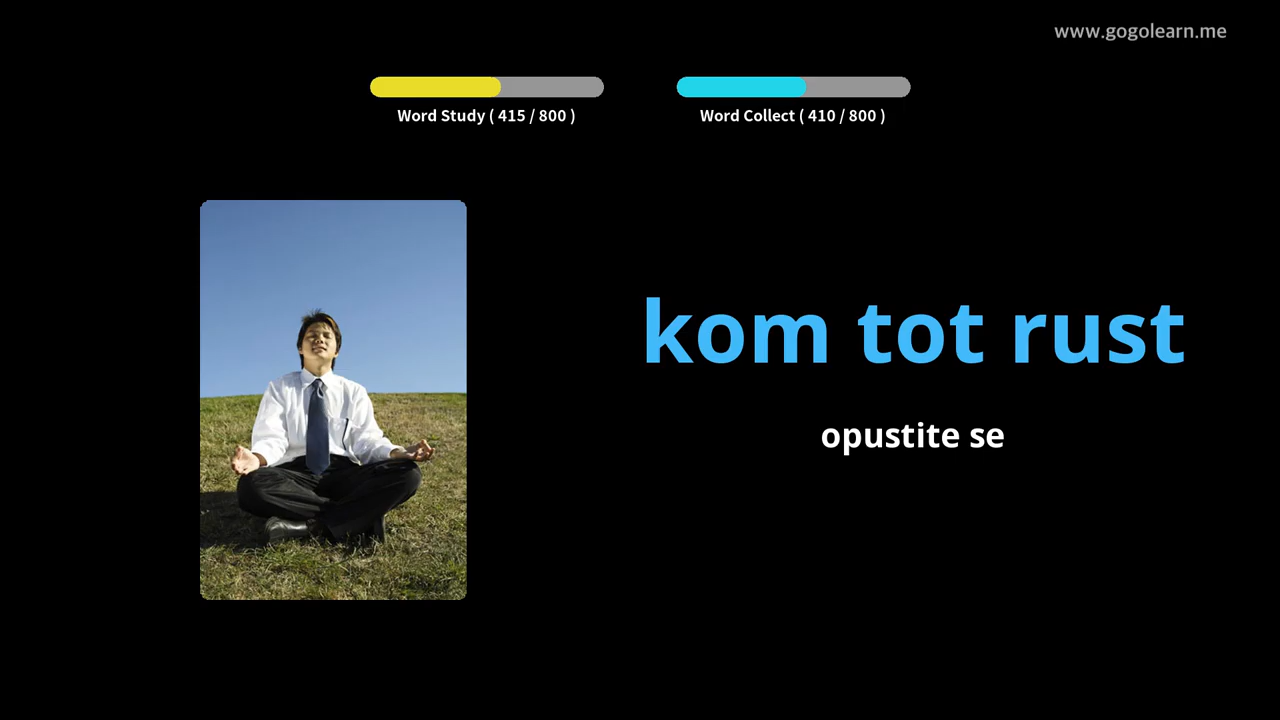 www.gogolearn.me
Word Study ( 415 / 800 )
Word Collect ( 410 / 800 )
kom tot rust
opustite se